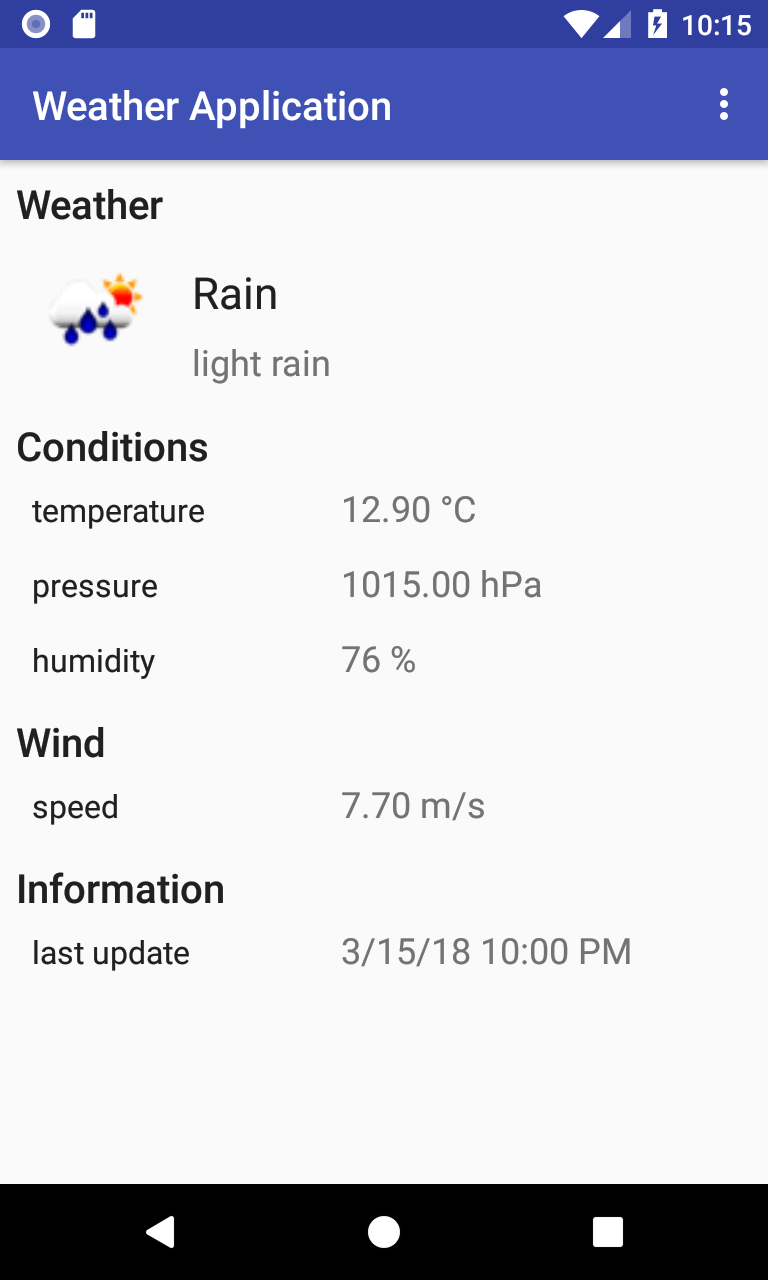 10:15
Weather Application
Weather
Rain
light rain
Conditions
temperature 12.90 °C
pressure 1015.00 hPa
humidity 76 %
Wind
speed 7.70 m/s
Information
last update 3/15/18 10:00 PM